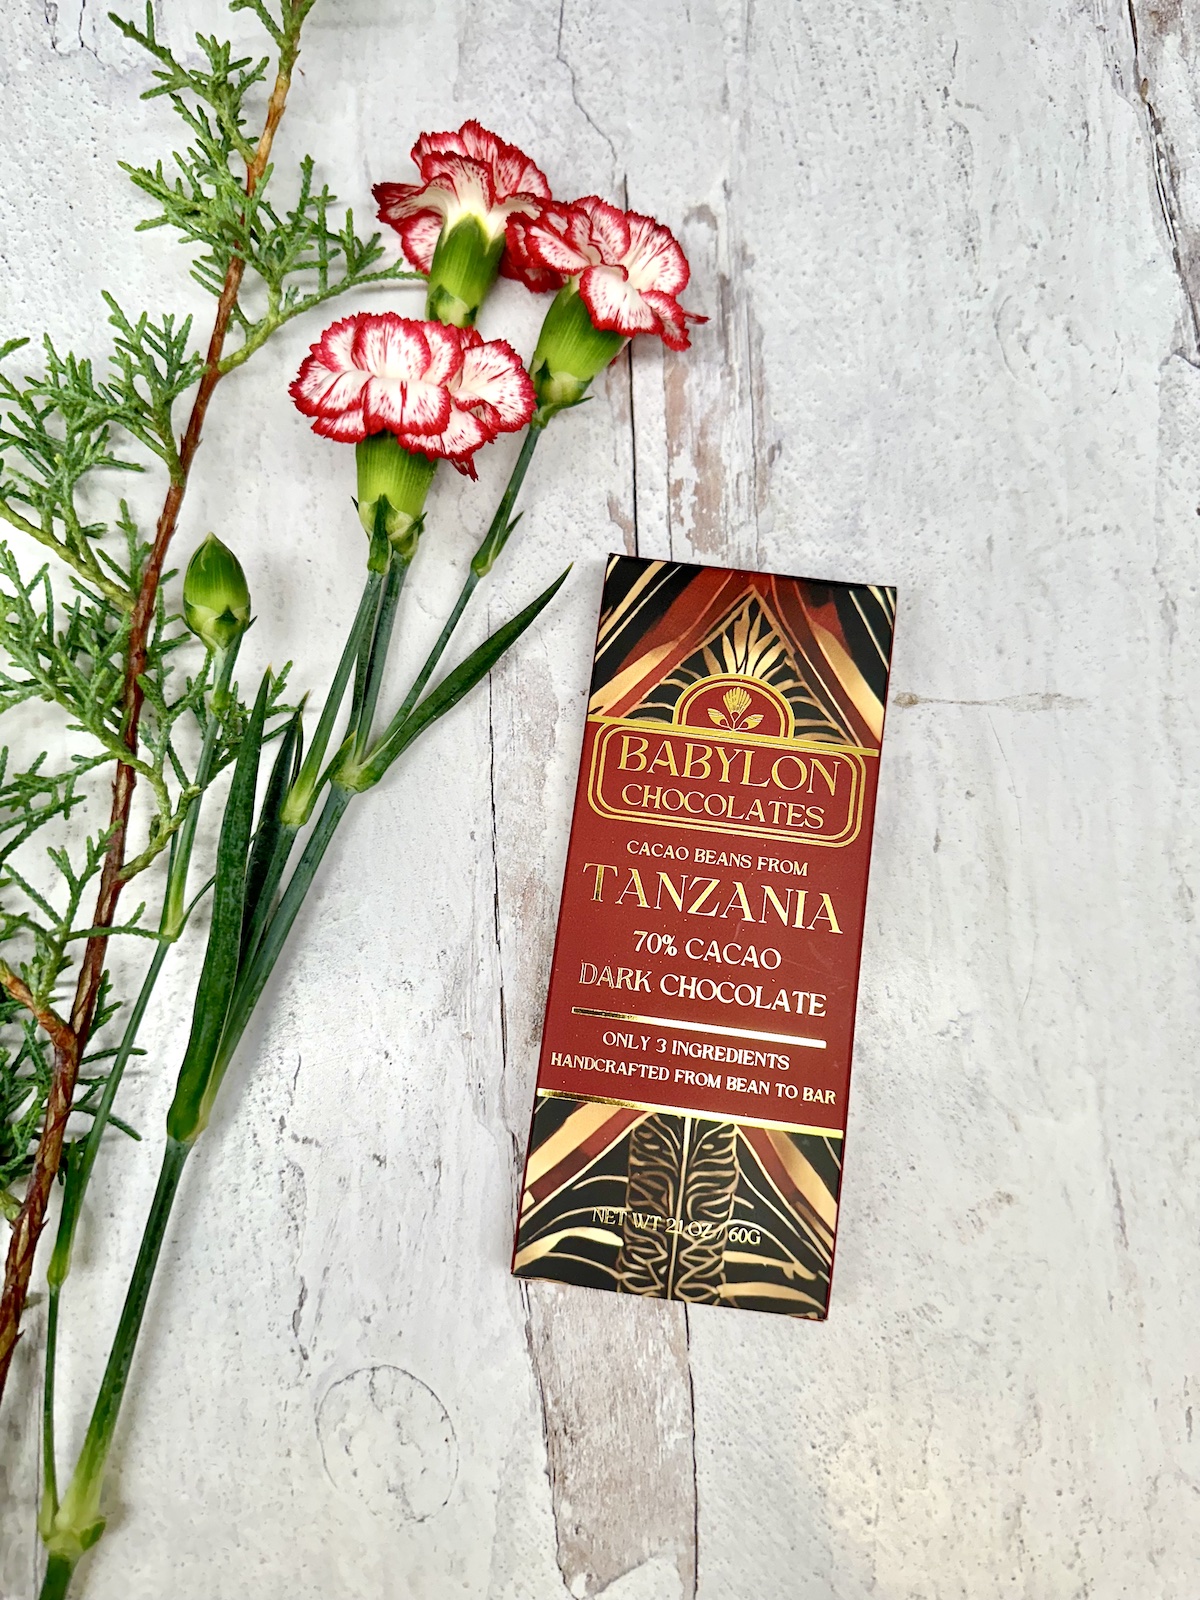 BABYLON
CHOCOLATES
CACAO BEANS FROM
TANZANIA
70% CACAO
DARK CHOCOLATE
ONLY 3 INGREDIENTS
HANDCRAFTED FROM BEAN TO BAR
NET WT 2.1 OZ / 60G